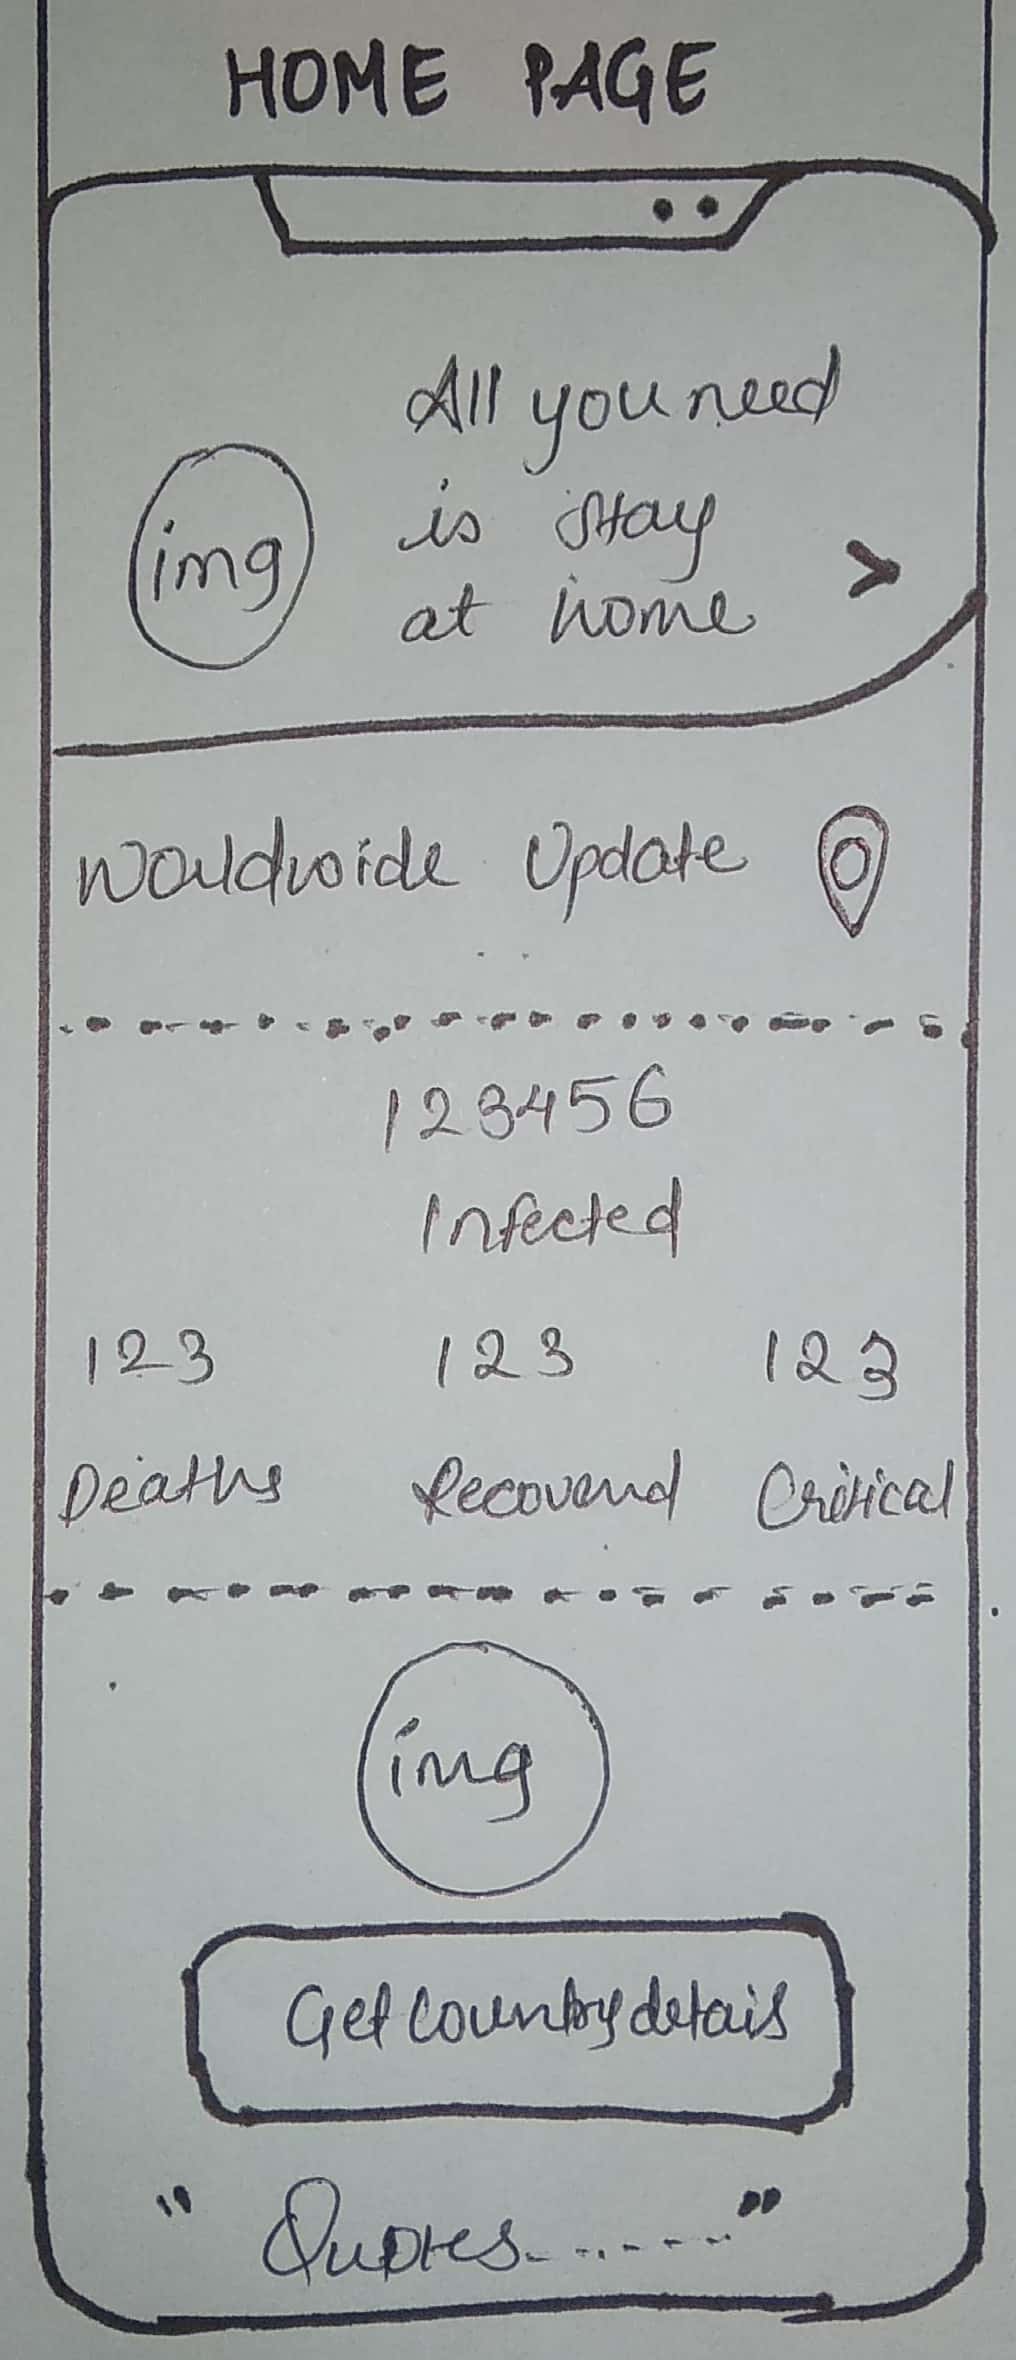 HOME PAGE
All you need
img
is stay
at home >
Worldwide Update
123456
Infected
123 123 123
Deaths Recovered Critical
img
Get Country details
" Quotes......."